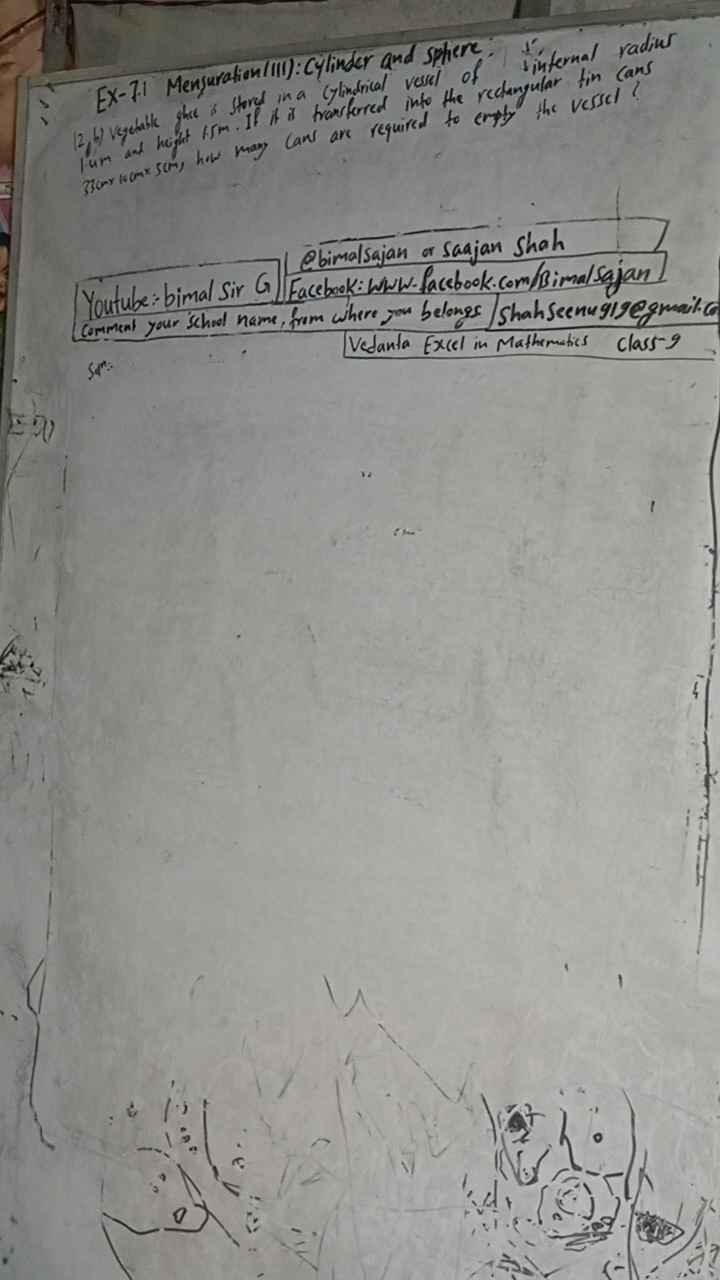 EX-7.1 Mensuration(III): Cylinder and sphere
12, b) Vegetable ghee is stored in a cylindrical vessel of internal radius
1.4m and height 1.5m. If it is transferred into the rectangular tin cans
33cm×10cm×5cm, how many cans are required to empty the vessel?
@bimalsajan or Saajan Shah
Youtube:- bimal Sir G
Facebook: www.facebook.com/Bimalsajan
Comment your school name, from where you belongs
Shahseenu919@gmail.co
Vedanta Excel in Mathematics Class-9
Soln: